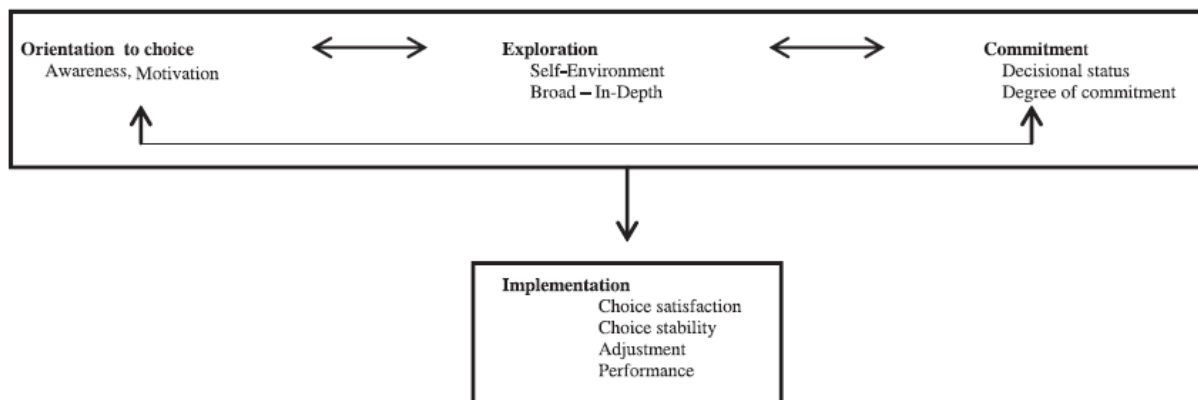 Orientation to choice
Awareness, Motivation
Exploration
Self-Environment
Broad – In-Depth
Commitment
Decisional status
Degree of commitment
Implementation
Choice satisfaction
Choice stability
Adjustment
Performance